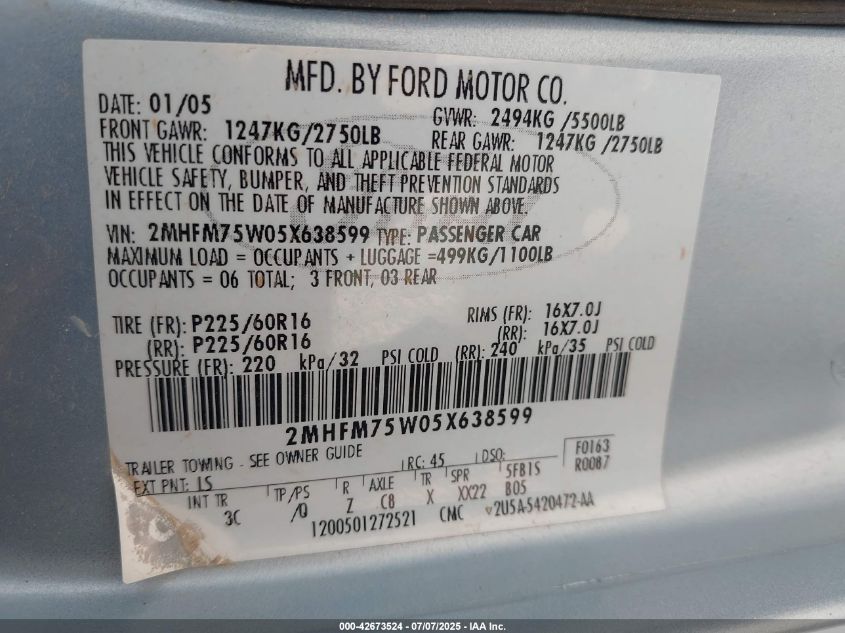 MFD. BY FORD MOTOR CO.
DATE: 01/05 GVWR: 2494KG /5500LB
FRONT GAWR: 1247KG/2750LB REAR GAWR: 1247KG /2750LB
THIS VEHICLE CONFORMS TO ALL APPLICABLE FEDERAL MOTOR
VEHICLE SAFETY, BUMPER, AND THEFT PREVENTION STANDARDS
IN EFFECT ON THE DATE OF MANUFACTURE SHOWN ABOVE.
VIN: 2MHFM75W05X638599 TYPE: PASSENGER CAR
MAXIMUM LOAD = OCCUPANTS + LUGGAGE =499KG/1100LB
OCCUPANTS = 06 TOTAL; 3 FRONT, 03 REAR
TIRE (FR): P225/60R16 RIMS (FR): 16X7.0J
(RR): P225/60R16 (RR): 16X7.0J
PRESSURE (FR): 220 kPa/32 PSI COLD (RR): 240 kPa/35 PSI COLD
2MHFM75W05X638599
TRAILER TOWING - SEE OWNER GUIDE RC: 45 DSO: F0163
EXT PNT: LS 5FB1S R0087
INT TR TP/PS R AXLE TR SPR B05
3C /0 Z C8 X XX22
1200501272521 CMC 2U5A-5420472-AA
000-42673524 07/07/2025 - IAA Inc.